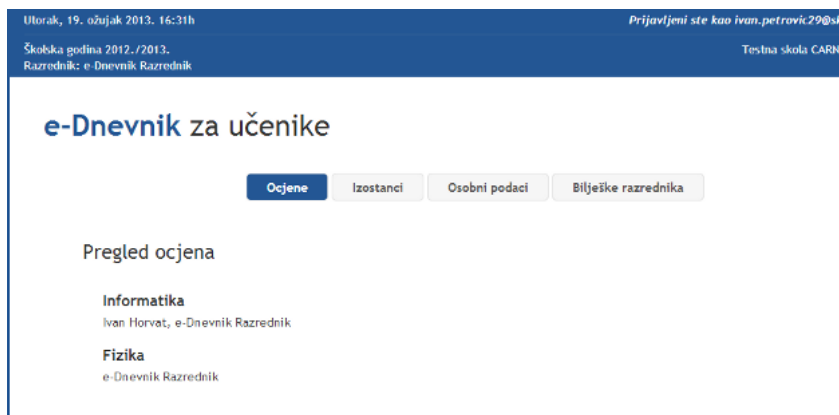 Utorak, 19. ožujak 2013. 16:31h
Prijavljeni ste kao ivan.petrovic29@sk
Školska godina 2012./2013.
Testna skola CARN
Razrednik: e-Dnevnik Razrednik
e-Dnevnik za učenike
Ocjene Izostanci Osobni podaci Bilješke razrednika
Pregled ocjena
Informatika
Ivan Horvat, e-Dnevnik Razrednik
Fizika
e-Dnevnik Razrednik